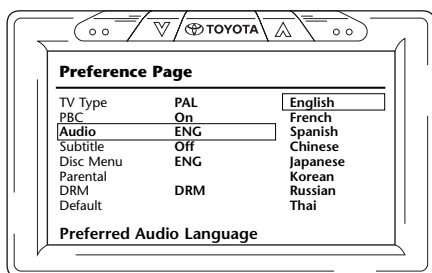 TOYOTA
Preference Page
TV Type PAL English
PBC On French
Audio ENG Spanish
Subtitle Off Chinese
Disc Menu ENG Japanese
Parental Korean
DRM DRM Russian
Default Thai
Preferred Audio Language